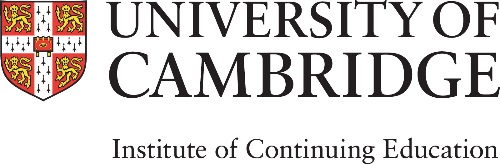 UNIVERSITY OF
CAMBRIDGE
Institute of Continuing Education